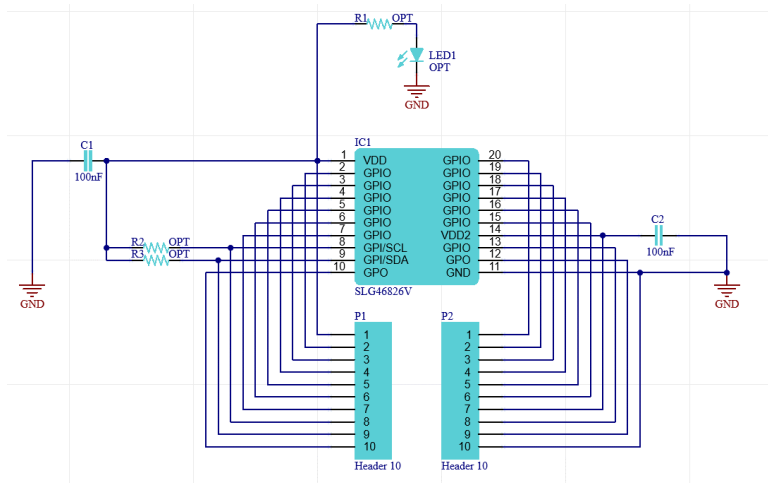 R1 OPT
LED1
OPT
GND
C1
100nF
IC1
1 VDD GPIO 20
2 GPIO GPIO 19
3 GPIO GPIO 18
4 GPIO GPIO 17
5 GPIO GPIO 16
6 GPIO GPIO 15
7 GPIO VDD2 14
8 GPI/SCL GPIO 13
9 GPI/SDA GPO 12
10 GPO GND 11
SLG46826V
R2 OPT
R3 OPT
C2
100nF
GND
GND
P1
1
2
3
4
5
6
7
8
9
10
Header 10
P2
1
2
3
4
5
6
7
8
9
10
Header 10